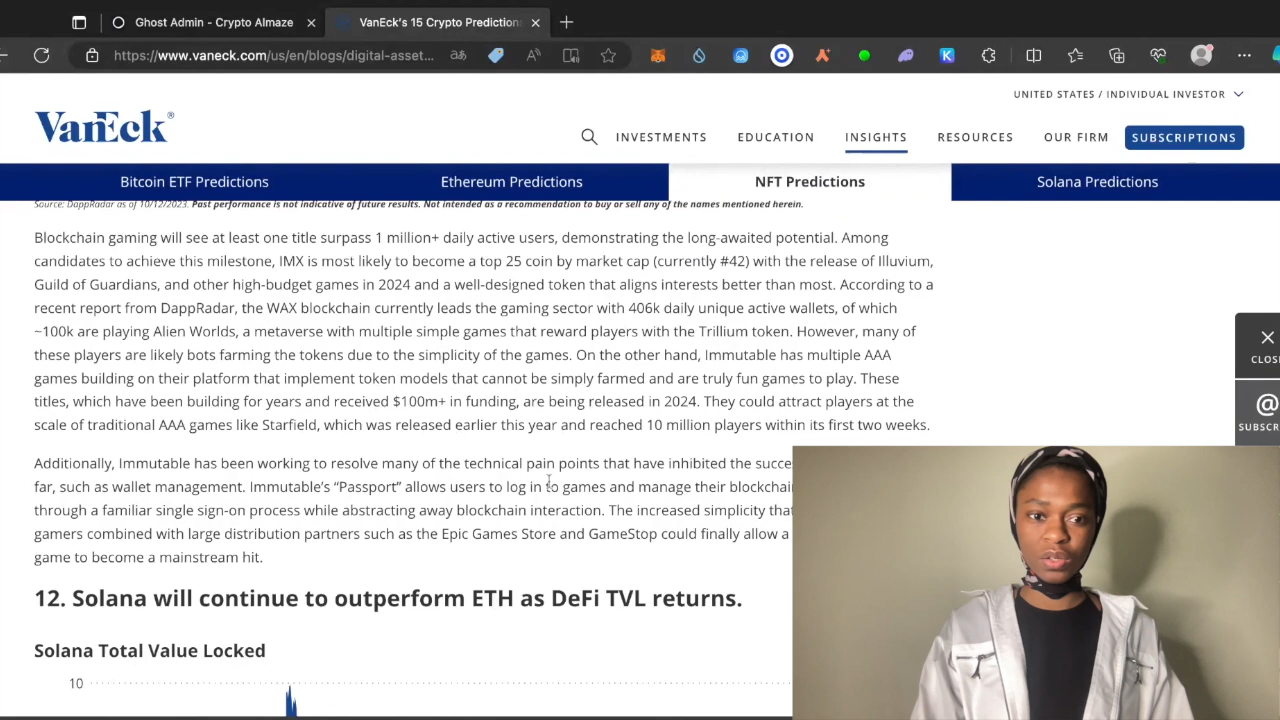 Ghost Admin - Crypto Almaze
VanEck's 15 Crypto Predictions
https://www.vaneck.com/us/en/blogs/digital-asset...
UNITED STATES / INDIVIDUAL INVESTOR
VanEck®
INVESTMENTS EDUCATION INSIGHTS RESOURCES OUR FIRM SUBSCRIPTIONS
Bitcoin ETF Predictions Ethereum Predictions NFT Predictions Solana Predictions
Source: DappRadar as of 10/12/2023. Past performance is not indicative of future results. Not intended as a recommendation to buy or sell any of the names mentioned herein.
Blockchain gaming will see at least one title surpass 1 million+ daily active users, demonstrating the long-awaited potential. Among
candidates to achieve this milestone, IMX is most likely to become a top 25 coin by market cap (currently #42) with the release of Illuvium,
Guild of Guardians, and other high-budget games in 2024 and a well-designed token that aligns interests better than most. According to a
recent report from DappRadar, the WAX blockchain currently leads the gaming sector with 406k daily unique active wallets, of which
~100k are playing Alien Worlds, a metaverse with multiple simple games that reward players with the Trillium token. However, many of
these players are likely bots farming the tokens due to the simplicity of the games. On the other hand, Immutable has multiple AAA
games building on their platform that implement token models that cannot be simply farmed and are truly fun games to play. These
titles, which have been building for years and received $100m+ in funding, are being released in 2024. They could attract players at the
scale of traditional AAA games like Starfield, which was released earlier this year and reached 10 million players within its first two weeks.
CLOS
@
SUBSCR
Additionally, Immutable has been working to resolve many of the technical pain points that have inhibited the succe
far, such as wallet management. Immutable's “Passport” allows users to log in to games and manage their blockchai
through a familiar single sign-on process while abstracting away blockchain interaction. The increased simplicity that
gamers combined with large distribution partners such as the Epic Games Store and GameStop could finally allow a
game to become a mainstream hit.
12. Solana will continue to outperform ETH as DeFi TVL returns.
Solana Total Value Locked
10